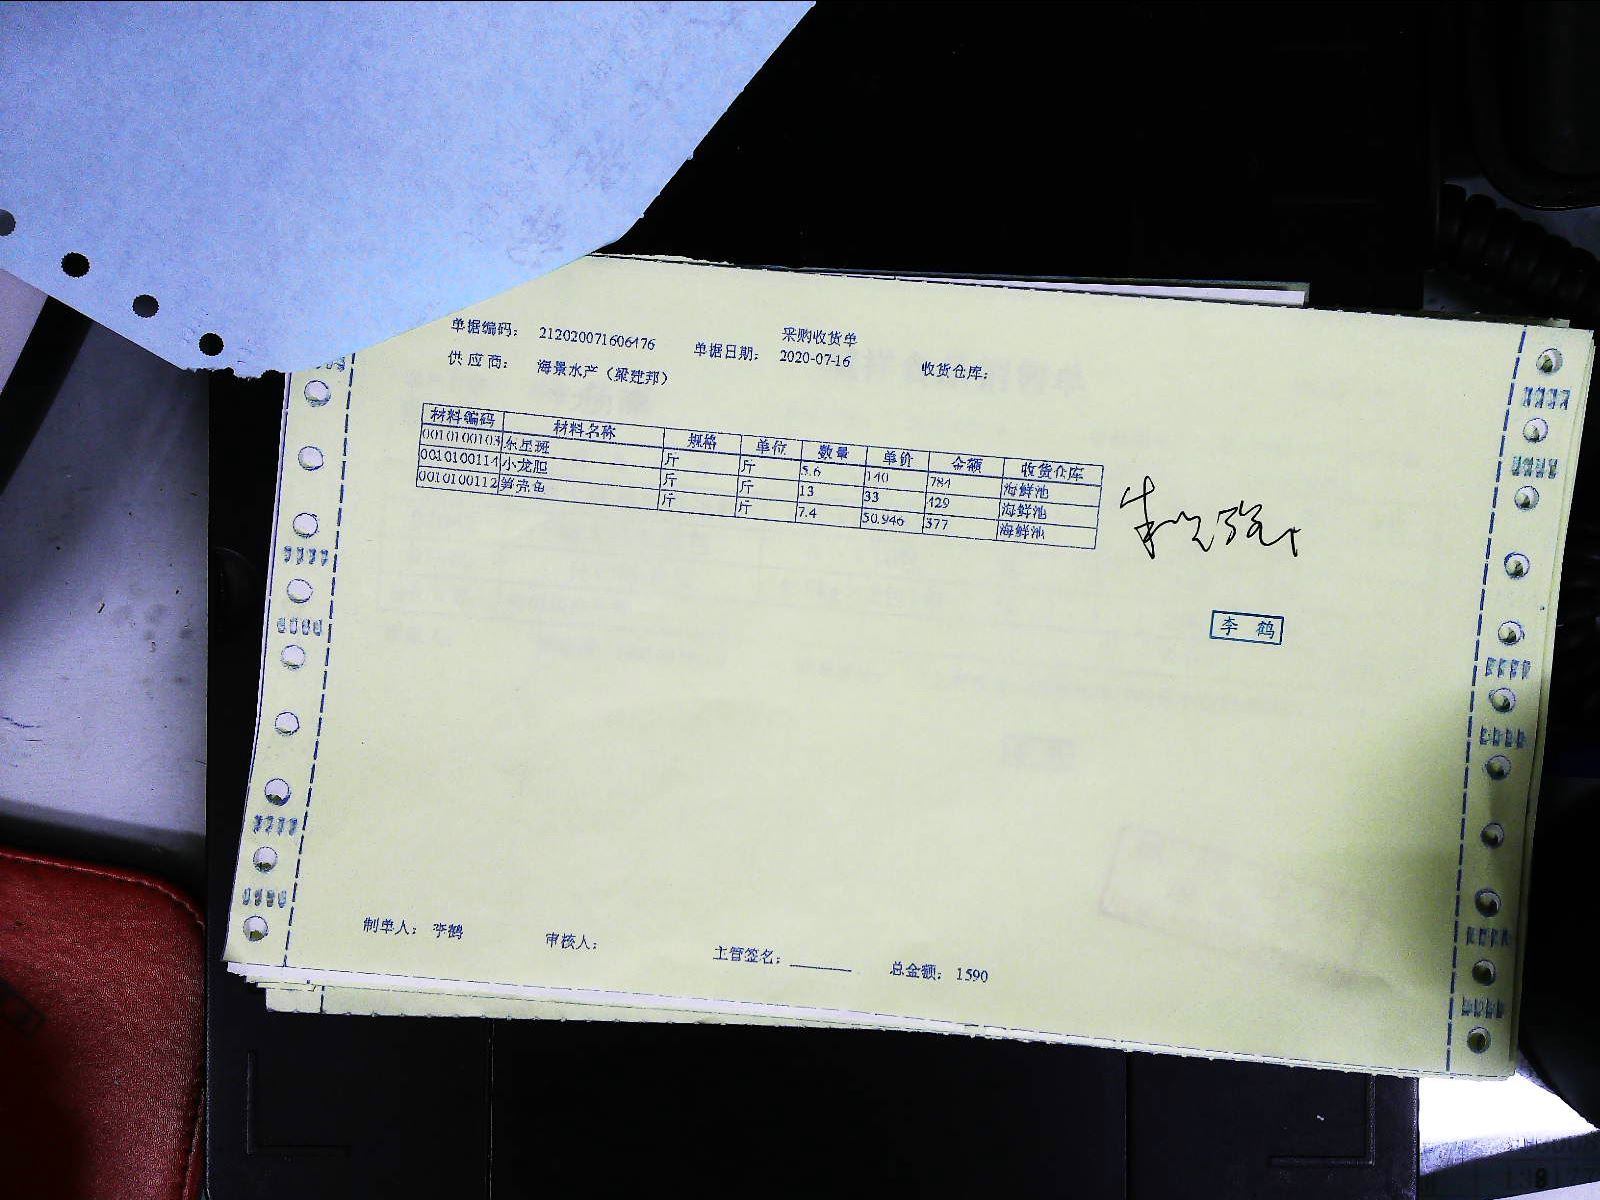 采购收货单
单据编码： 212020071606476 单据日期： 2020-07-16 收货仓库：
供 应 商： 海景水产（梁建邦）
材料编码 材料名称 规格 单位 数量 单价 金额 收货仓库
0010100103 东星斑 斤 斤 5.6 140 784 海鲜池
0010100114 小龙胆 斤 斤 13 33 429 海鲜池
0010100112 笋壳鱼 斤 斤 7.4 50.946 377 海鲜池
李 鹤
制单人： 李鹤 审核人： 主管签名： 总金额： 1590